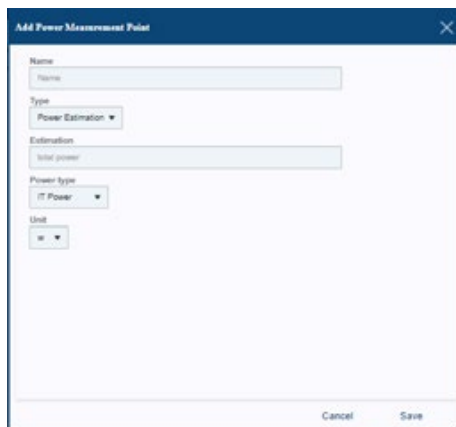 Add Power Measurement Point
Name
Name
Type
Power Estimation
Estimation
total power
Power type
IT Power
Unit
w
Cancel
Save